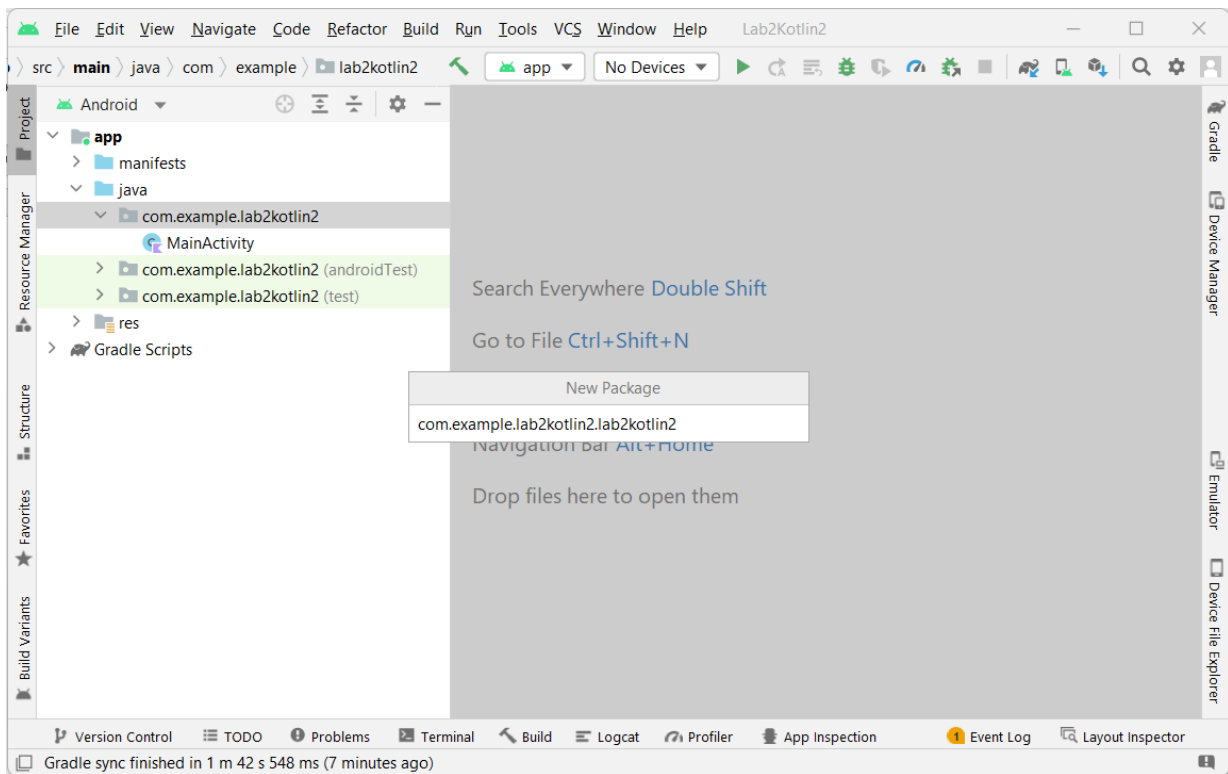 File Edit View Navigate Code Refactor Build Run Tools VCS Window Help Lab2Kotlin2
src main java com example lab2kotlin2 app No Devices
Project
Android
app
manifests
java
com.example.lab2kotlin2
MainActivity
com.example.lab2kotlin2 (androidTest)
com.example.lab2kotlin2 (test)
res
Gradle Scripts
Resource Manager
Structure
Favorites
Build Variants
Search Everywhere Double Shift
Go to File Ctrl+Shift+N
New Package
com.example.lab2kotlin2.lab2kotlin2
Navigation Bar Alt+Home
Drop files here to open them
Gradle
Device Manager
Emulator
Device File Explorer
Version Control TODO Problems Terminal Build Logcat Profiler App Inspection 1 Event Log Layout Inspector
Gradle sync finished in 1 m 42 s 548 ms (7 minutes ago)